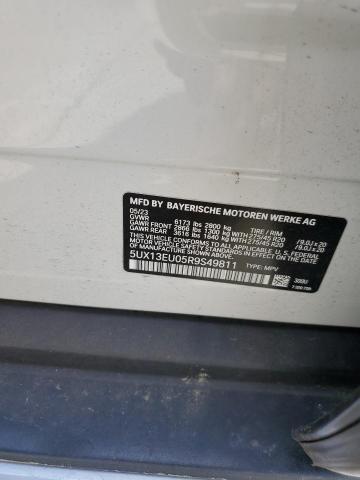 MFD BY BAYERISCHE MOTOREN WERKE AG
05/23
GVWR 6173 lbs 2800 kg TIRE / RIM
GAWR FRONT 2866 lbs 1300 kg WITH 275/45 R20 / 9.0J x 20
GAWR REAR 3616 lbs 1640 kg WITH 275/45 R20 / 9.0J x 20
THIS VEHICLE CONFORMS TO ALL APPLICABLE U.S. FEDERAL
MOTOR VEHICLE SAFETY STANDARDS IN EFFECT ON THE DATE
OF MANUFACTURE SHOWN ABOVE.
5UX13EU05R9S49811 TYPE: MPV